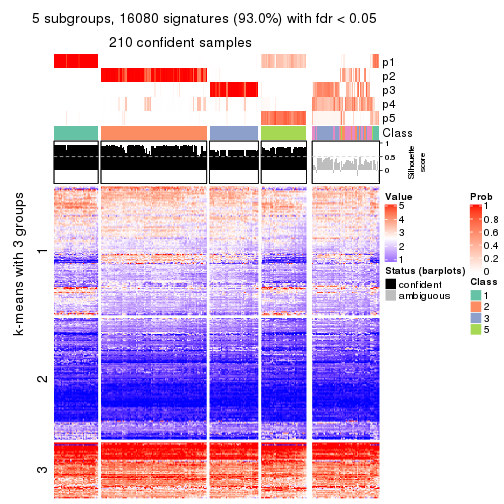 5 subgroups, 16080 signatures (93.0%) with fdr < 0.05
210 confident samples
p1
p2
p3
p4
p5
Class
1
0.5
0
Silhouette
score
k-means with 3 groups
1
2
3
Value
5
4
3
2
1
Status (barplots)
confident
ambiguous
Prob
1
0.8
0.6
0.4
0.2
0
Class
1
2
3
5